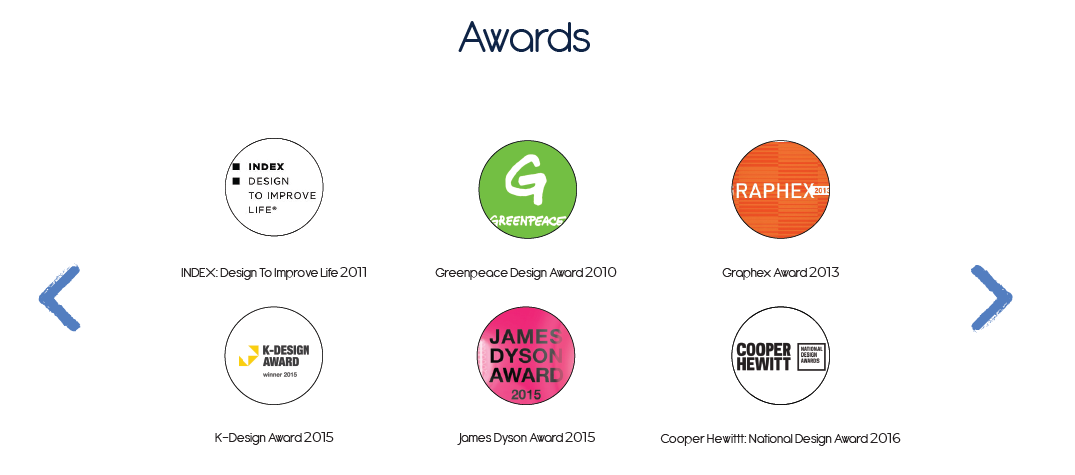 Awards
INDEX
DESIGN
TO IMPROVE
LIFE®
G
GREENPEACE
RAPHEX 2013
INDEX: Design To Improve Life 2011
Greenpeace Design Award 2010
Graphex Award 2013
K-DESIGN
AWARD
winner 2015
JAMES
DYSON
AWARD
2015
COOPER
HEWITT
NATIONAL
DESIGN
AWARDS
K-Design Award 2015
James Dyson Award 2015
Cooper Hewittt: National Design Award 2016